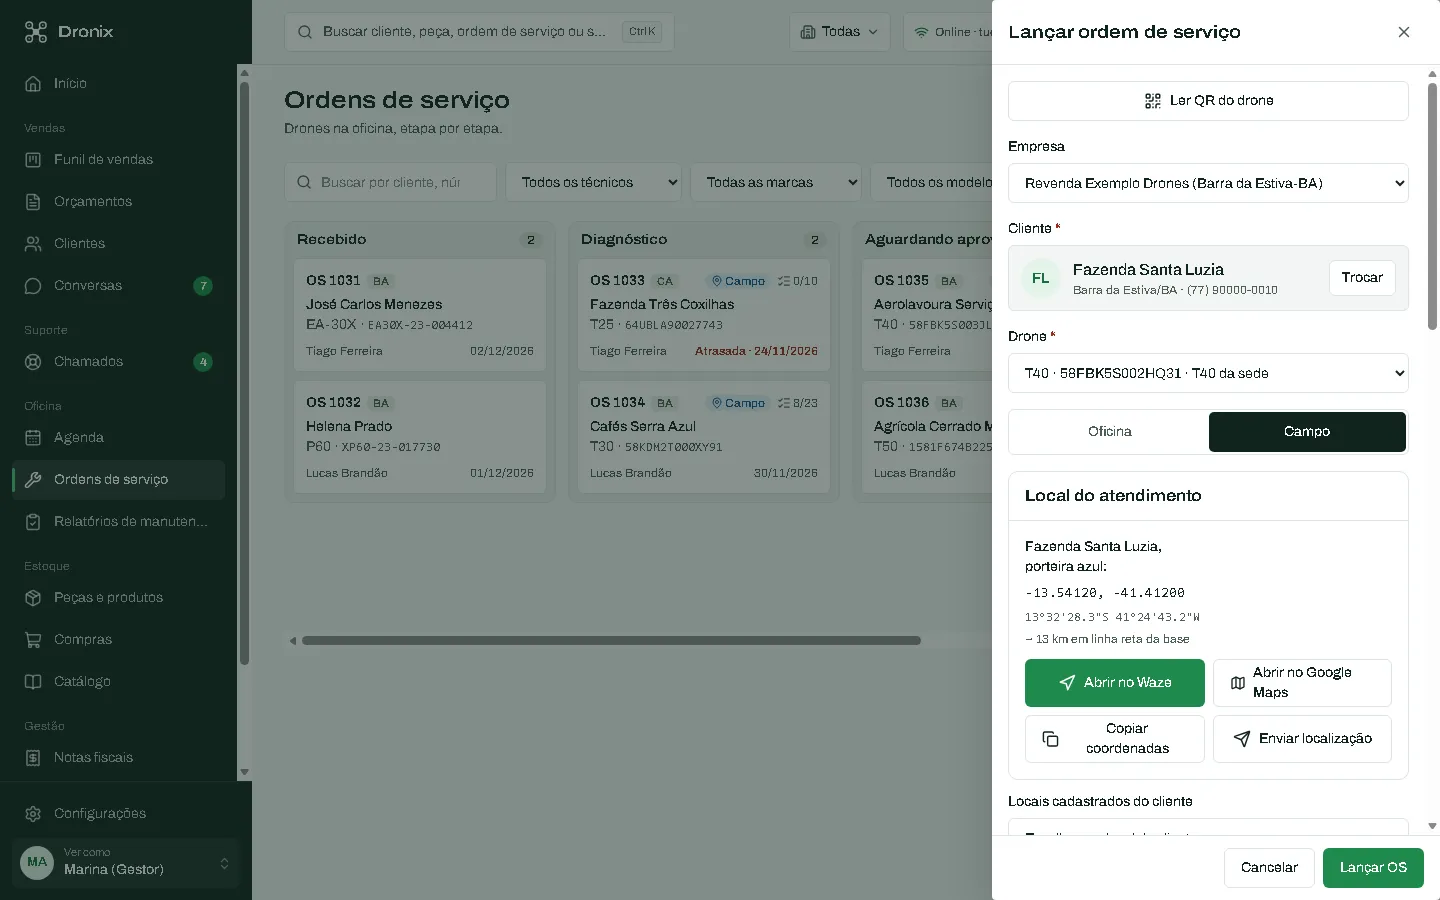 Dronix
Início
Vendas
Funil de vendas
Orçamentos
Clientes
Conversas 7
Suporte
Chamados 4
Oficina
Agenda
Ordens de serviço
Relatórios de manuten...
Estoque
Peças e produtos
Compras
Catálogo
Gestão
Notas fiscais
Configurações
MA
Ver como
Marina (Gestor)
Buscar cliente, peça, ordem de serviço ou s... Ctrl K
Todas
Online · tu
Ordens de serviço
Drones na oficina, etapa por etapa.
Buscar por cliente, núr
Todos os técnicos
Todas as marcas
Todos os modelo
Recebido 2
OS 1031 BA
José Carlos Menezes
EA-30X · EA30X-23-004412
Tiago Ferreira 02/12/2026
OS 1032 BA
Helena Prado
P60 · XP60-23-017730
Lucas Brandão 01/12/2026
Diagnóstico 2
OS 1033 CA Campo 0/10
Fazenda Três Coxilhas
T25 · 64UBLA90027743
Tiago Ferreira Atrasada · 24/11/2026
OS 1034 BA Campo 8/23
Cafés Serra Azul
T30 · 58KDM2T000XY91
Lucas Brandão 30/11/2026
Aguardando apro
OS 1035 BA
Aerolavoura Serviç
T40 · 58FBK5S003JL
Tiago Ferreira
OS 1036 BA
Agrícola Cerrado M
T50 · 1581F674B225
Lucas Brandão
Lançar ordem de serviço
Ler QR do drone
Empresa
Revenda Exemplo Drones (Barra da Estiva-BA)
Cliente *
FL
Fazenda Santa Luzia
Barra da Estiva/BA · (77) 90000-0010
Trocar
Drone *
T40 · 58FBK5S002HQ31 · T40 da sede
Oficina
Campo
Local do atendimento
Fazenda Santa Luzia,
porteira azul:
-13.54120, -41.41200
13°32'28.3"S 41°24'43.2"W
~ 13 km em linha reta da base
Abrir no Waze
Abrir no Google
Maps
Copiar
coordenadas
Enviar localização
Locais cadastrados do cliente
Cancelar
Lançar OS